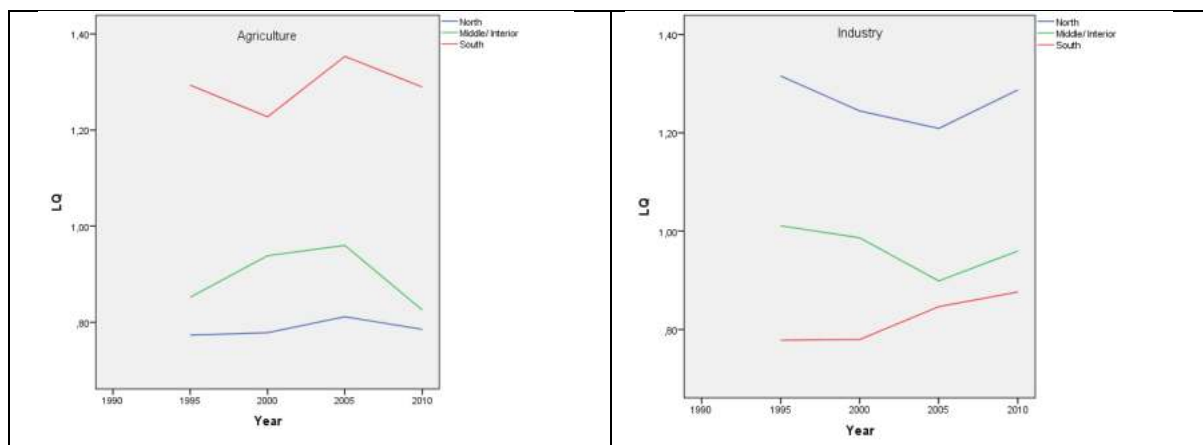 Agriculture
North
Middle/ Interior
South
1,40
1,20
1,00
,80
LQ
1990 1995 2000 2005 2010
Year
Industry
North
Middle/ Interior
South
1,40
1,20
1,00
,80
LQ
1990 1995 2000 2005 2010
Year